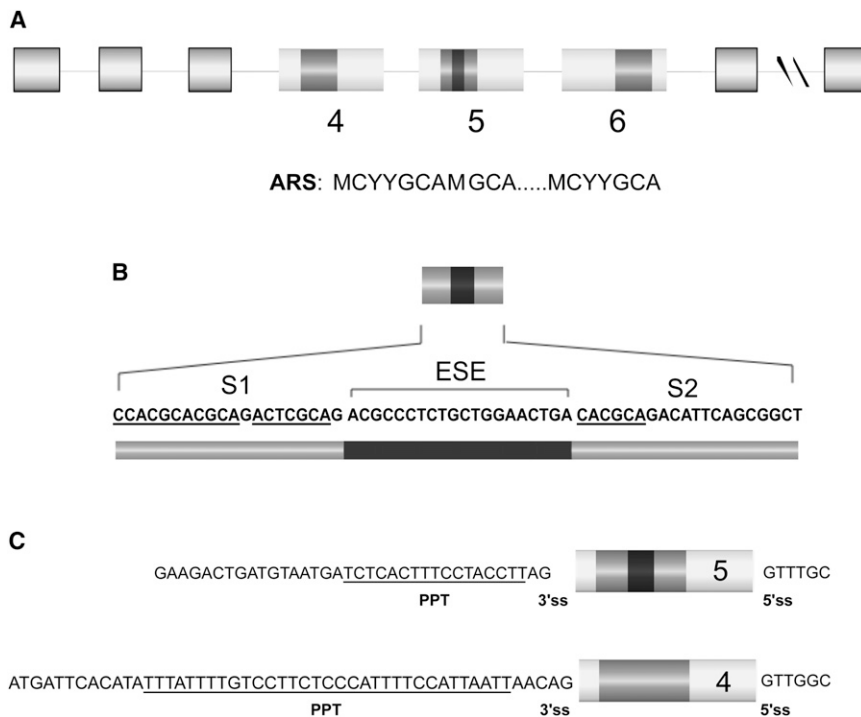 A
4 5 6
ARS: MCYYGCAMGCA.....MCYYGCA
B
S1 ESE S2
CCACGCACGCAGACTCGCAG ACGCCCTCTGCTGGAACTGA CACGCAGACATTCAGCGGCT
C
GAAGACTGATGTAATGATCTCACTTTCCTACCTTAG 5 GTTTGC
PPT 3'ss 5'ss
ATGATTCACATATTTATTTTGTCCTTCTCCCATTTTCCATTAATTAACAG 4 GTTGGC
PPT 3'ss 5'ss